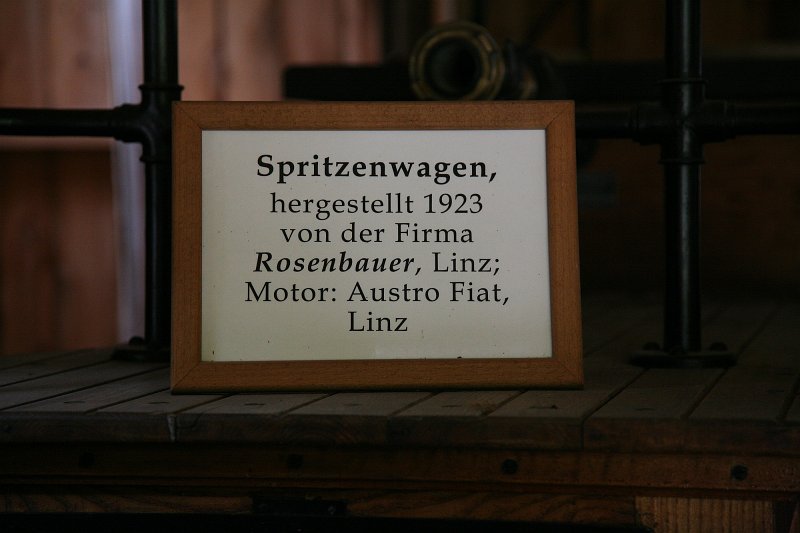 Spritzenwagen,
hergestellt 1923
von der Firma
Rosenbauer, Linz;
Motor: Austro Fiat,
Linz